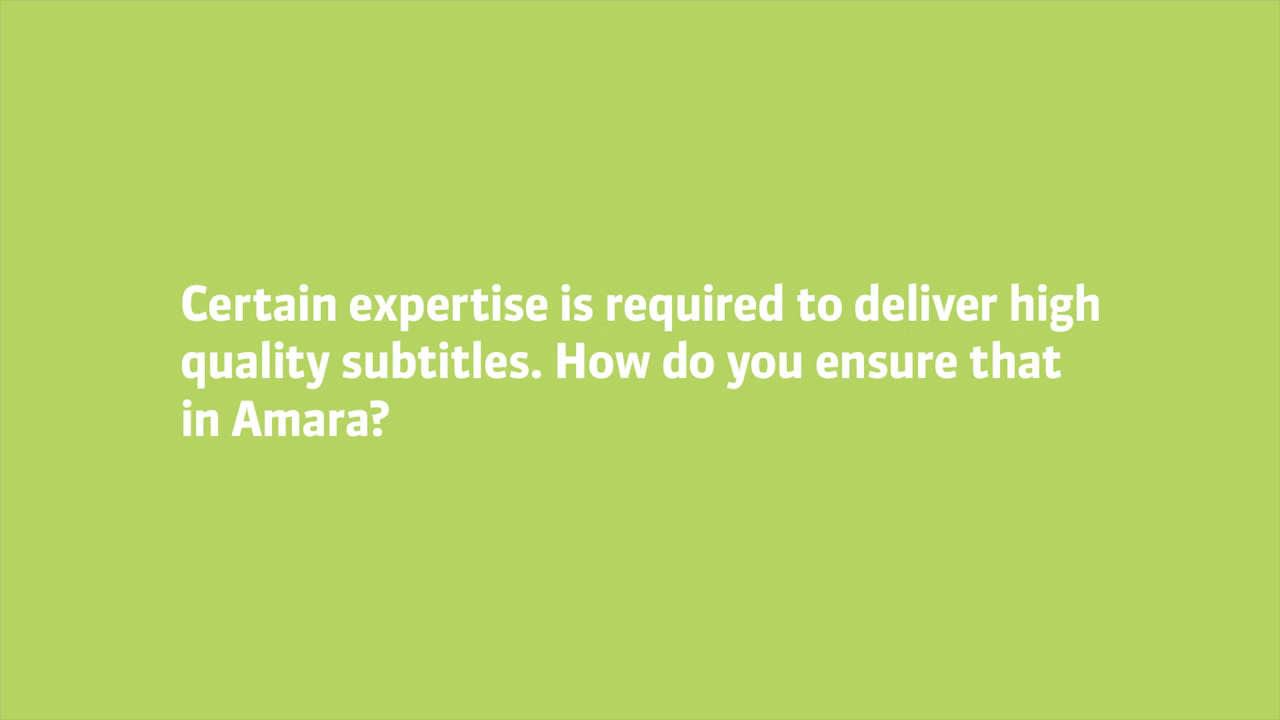 Certain expertise is required to deliver high
quality subtitles. How do you ensure that
in Amara?